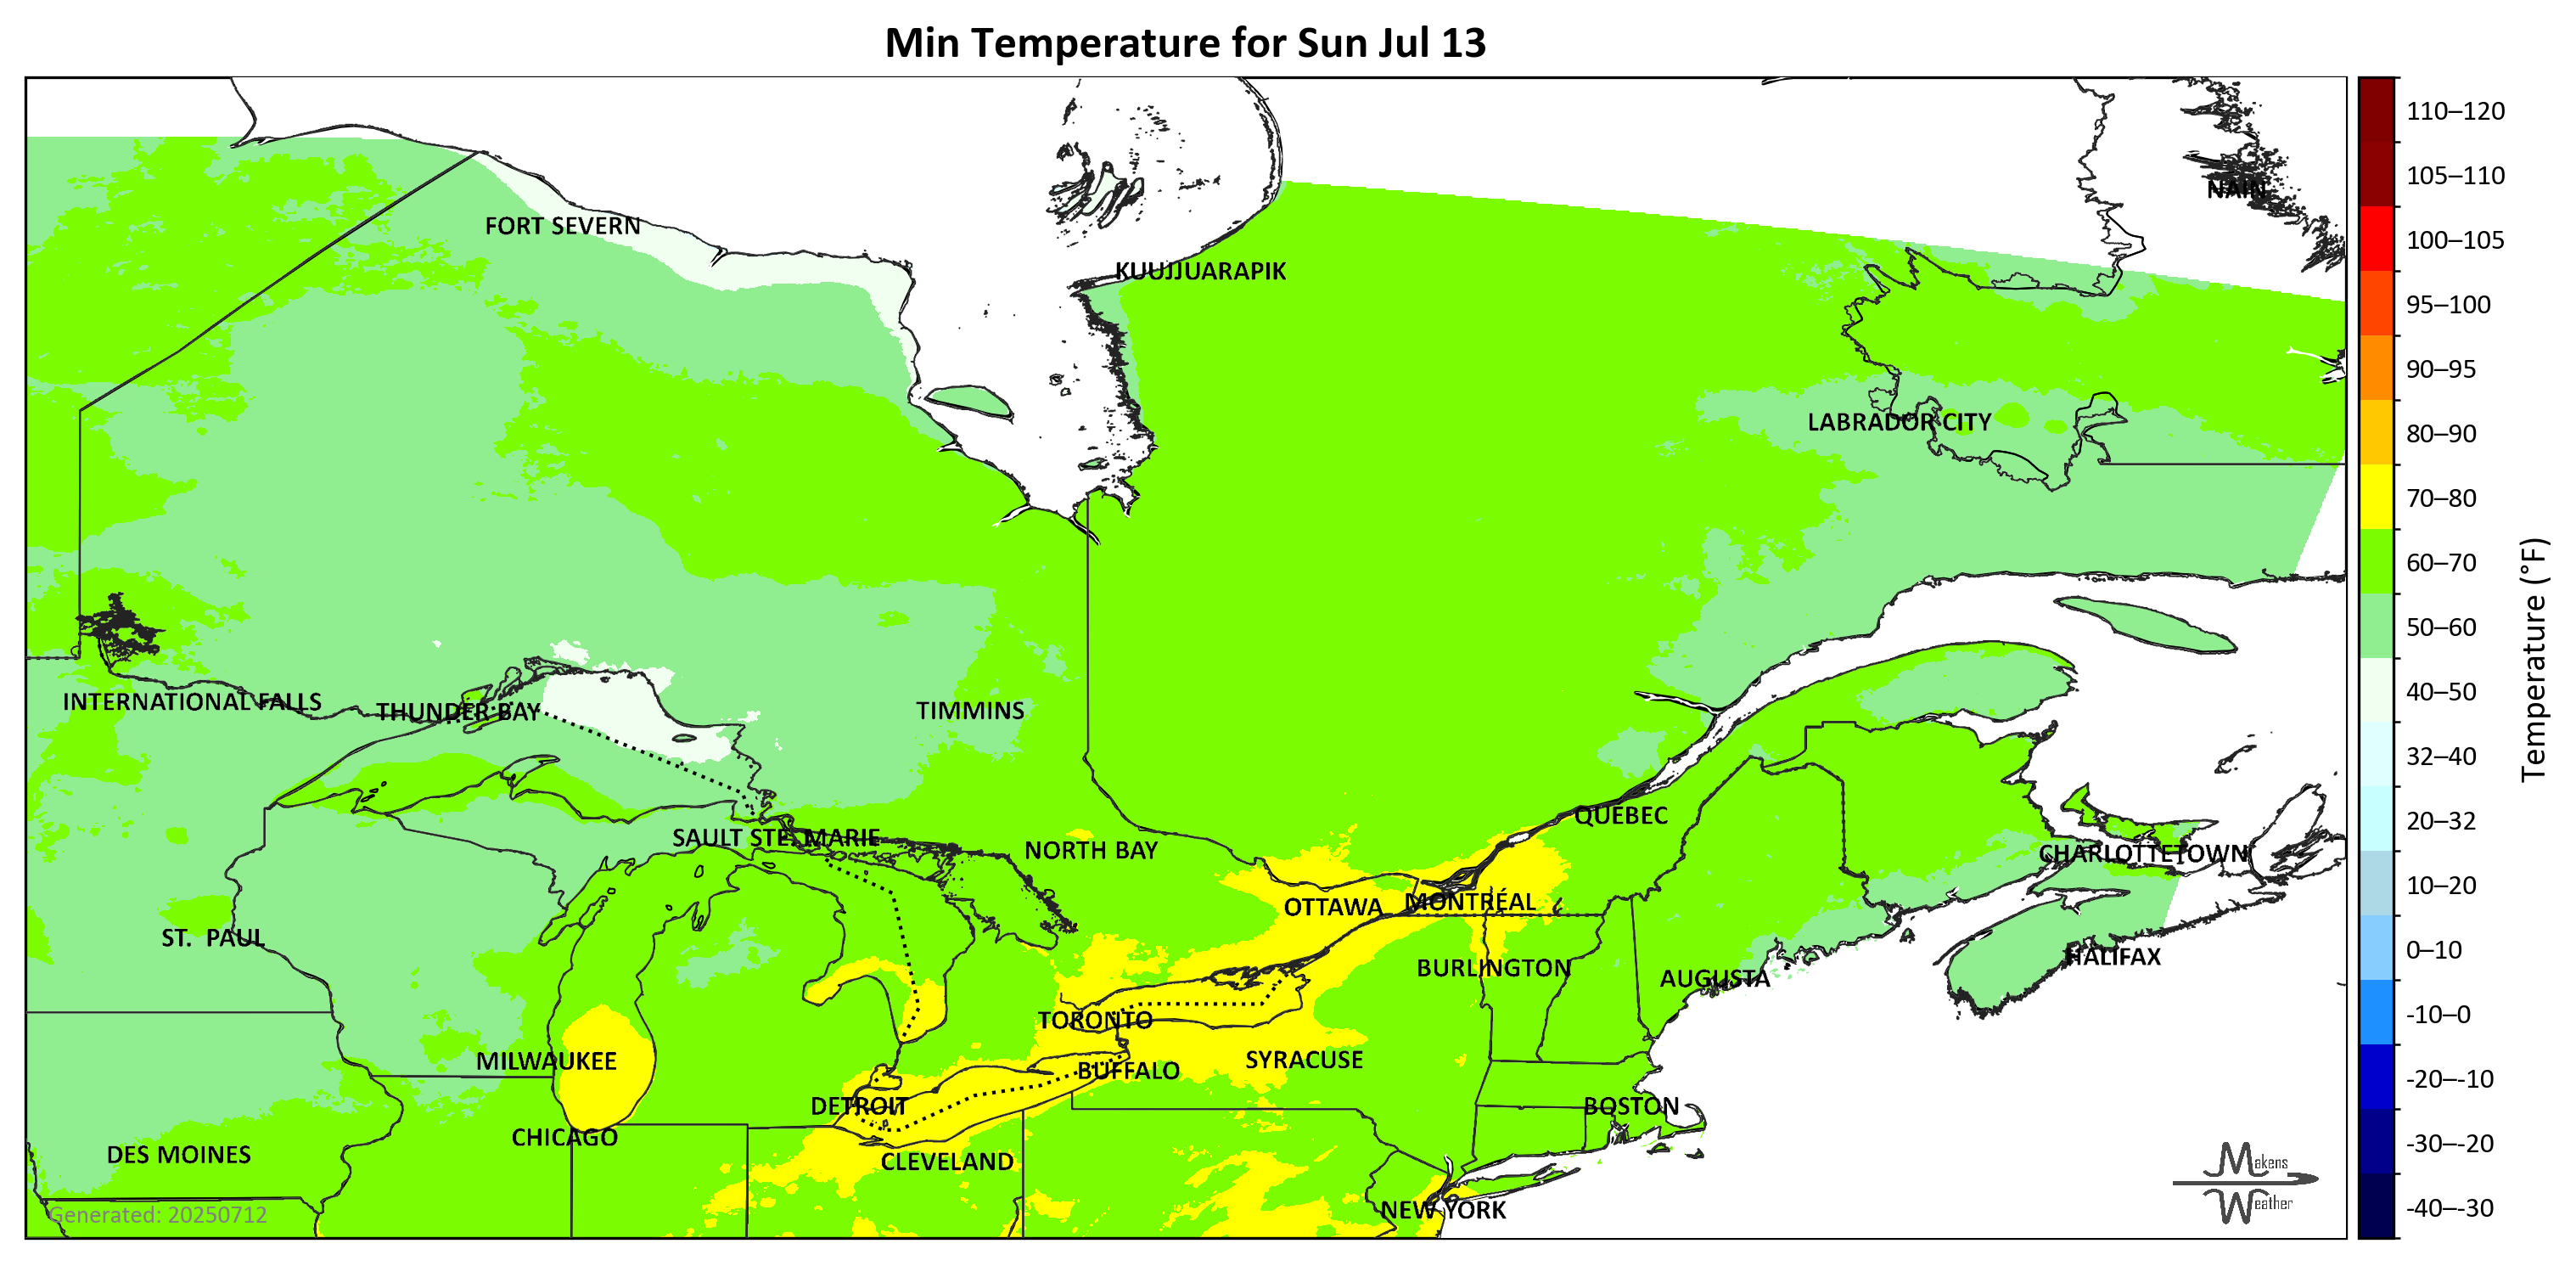 Min Temperature for Sun Jul 13
110–120
NAIN
105–110
FORT SEVERN
100–105
KUUJJUARAPIK
95–100
90–95
LABRADOR CITY
80–90
70–80
60–70
50–60
Temperature (°F)
INTERNATIONAL FALLS
THUNDER BAY
TIMMINS
40–50
32–40
QUÉBEC
20–32
SAULT STE. MARIE
NORTH BAY
CHARLOTTETOWN
10–20
OTTAWA
MONTRÉAL
ST.  PAUL
BURLINGTON
AUGUSTA
HALIFAX
0–10
TORONTO
-10–0
MILWAUKEE
BUFFALO
SYRACUSE
-20–-10
DETROIT
BOSTON
CHICAGO
-30–-20
DES MOINES
CLEVELAND
Makens
Weather
NEW YORK
-40–-30
Generated: 20250712